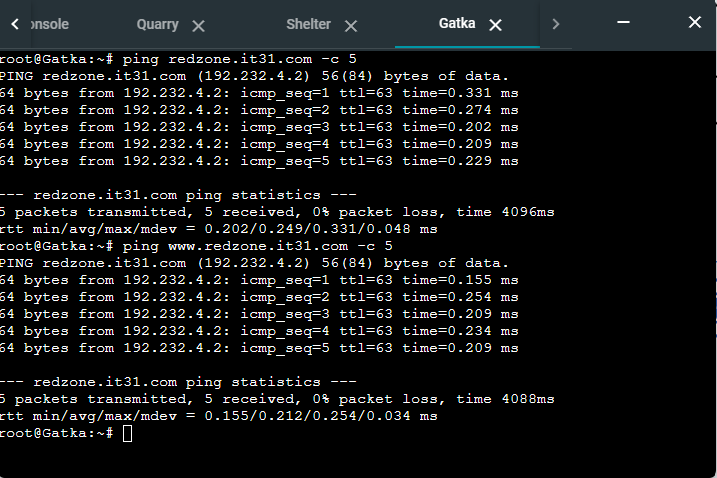 onsole Quarry Shelter Gatka
root@Gatka:~# ping redzone.it31.com -c 5
PING redzone.it31.com (192.232.4.2) 56(84) bytes of data.
64 bytes from 192.232.4.2: icmp_seq=1 ttl=63 time=0.331 ms
64 bytes from 192.232.4.2: icmp_seq=2 ttl=63 time=0.274 ms
64 bytes from 192.232.4.2: icmp_seq=3 ttl=63 time=0.202 ms
64 bytes from 192.232.4.2: icmp_seq=4 ttl=63 time=0.209 ms
64 bytes from 192.232.4.2: icmp_seq=5 ttl=63 time=0.229 ms
--- redzone.it31.com ping statistics ---
5 packets transmitted, 5 received, 0% packet loss, time 4096ms
rtt min/avg/max/mdev = 0.202/0.249/0.331/0.048 ms
root@Gatka:~# ping www.redzone.it31.com -c 5
PING redzone.it31.com (192.232.4.2) 56(84) bytes of data.
64 bytes from 192.232.4.2: icmp_seq=1 ttl=63 time=0.155 ms
64 bytes from 192.232.4.2: icmp_seq=2 ttl=63 time=0.254 ms
64 bytes from 192.232.4.2: icmp_seq=3 ttl=63 time=0.209 ms
64 bytes from 192.232.4.2: icmp_seq=4 ttl=63 time=0.234 ms
64 bytes from 192.232.4.2: icmp_seq=5 ttl=63 time=0.209 ms
--- redzone.it31.com ping statistics ---
5 packets transmitted, 5 received, 0% packet loss, time 4088ms
rtt min/avg/max/mdev = 0.155/0.212/0.254/0.034 ms
root@Gatka:~#